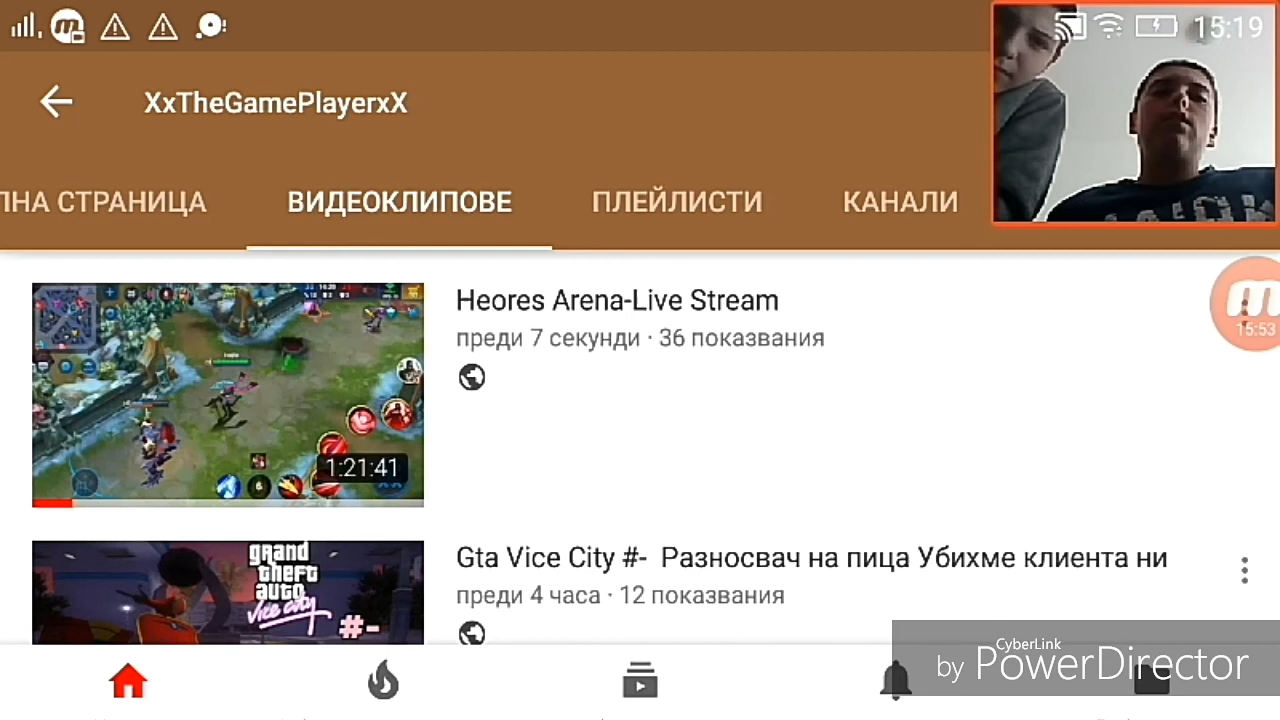 15:19
XxTheGamePlayerxX
ЛНА СТРАНИЦА
ВИДЕОКЛИПОВЕ
ПЛЕЙЛИСТИ
КАНАЛИ
Heores Arena-Live Stream
преди 7 секунди · 36 показвания
15:53
1:21:41
Gta Vice City #- Разносвач на пица Убихме клиента ни
преди 4 часа · 12 показвания
grand
theft
auto
vice city
#-
CyberLink
by PowerDirector